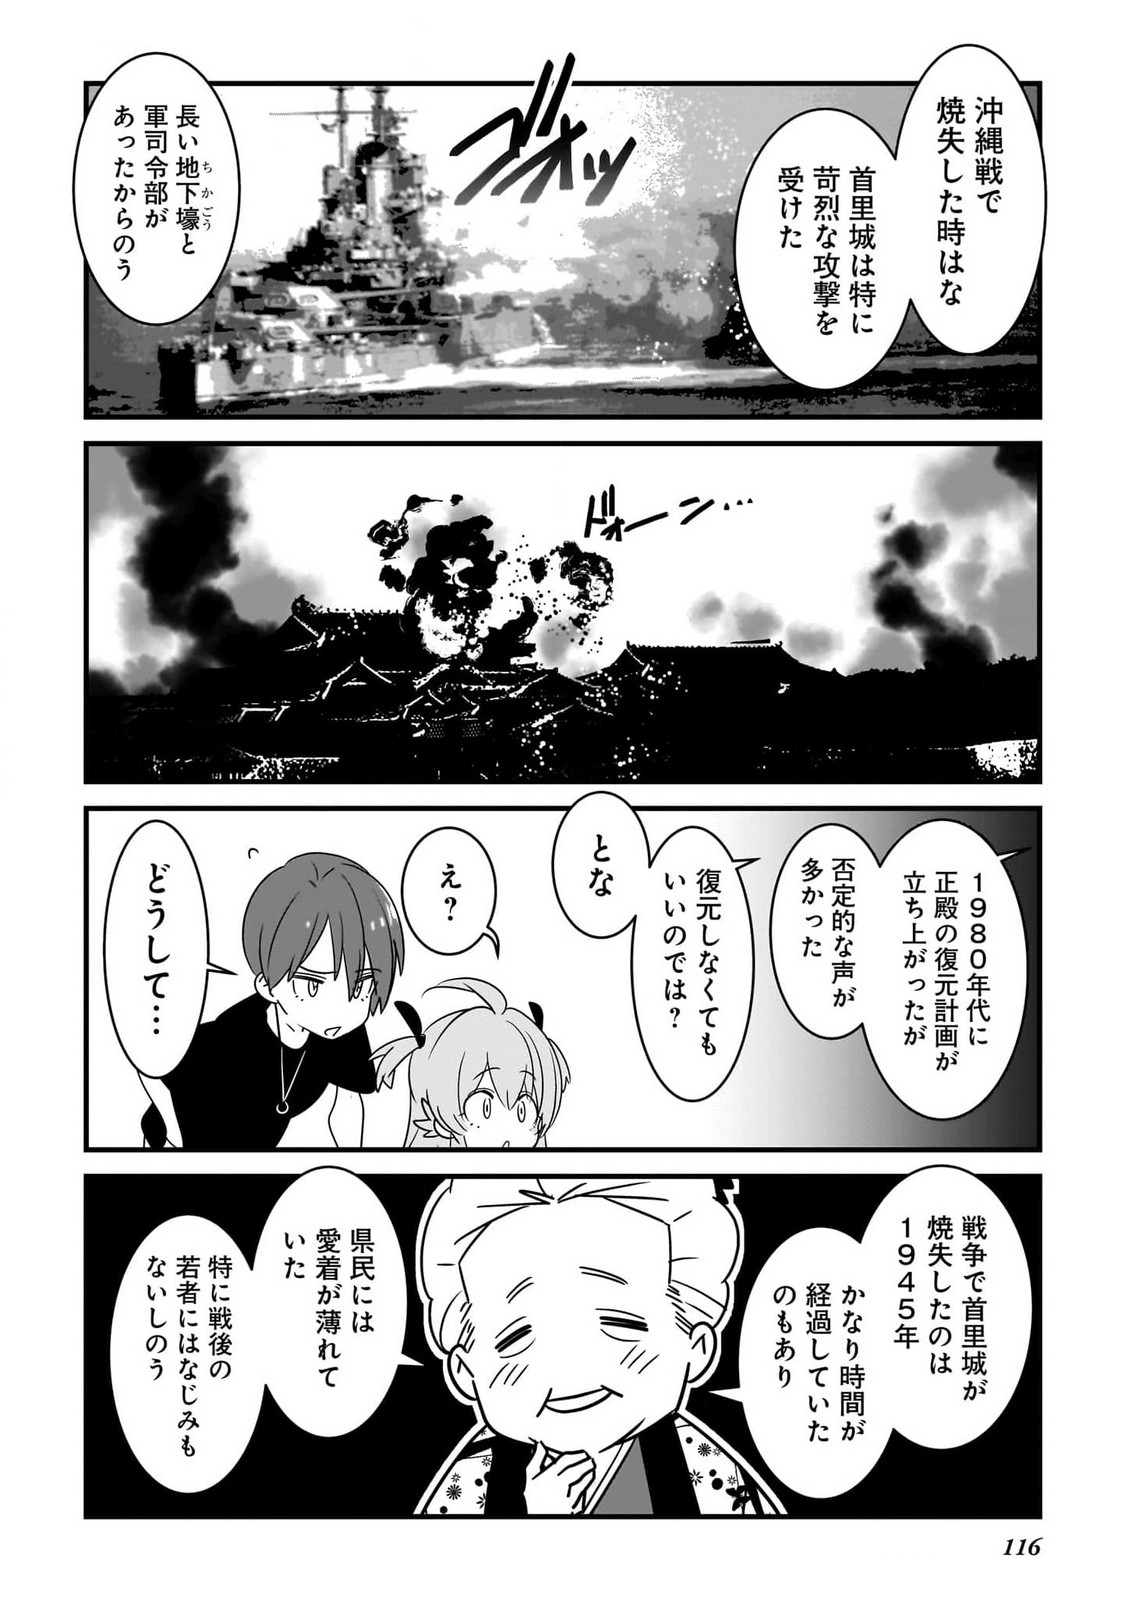 沖縄戦で
焼失した時はな
首里城は特に
苛烈な攻撃を
受けた
ゴオォッ
長い地下壕と
ちかごう
軍司令部が
あったからのう
ドォーン…
1980年代に
正殿の復元計画が
立ち上がったが
否定的な声が
多かった
復元しなくても
いいのでは?
とな
え?
どうして…
戦争で首里城が
焼失したのは
1945年
かなり時間が
経過していた
のもあり
県民には
愛着が薄れて
いた
特に戦後の
若者にはなじみも
ないしのう
116